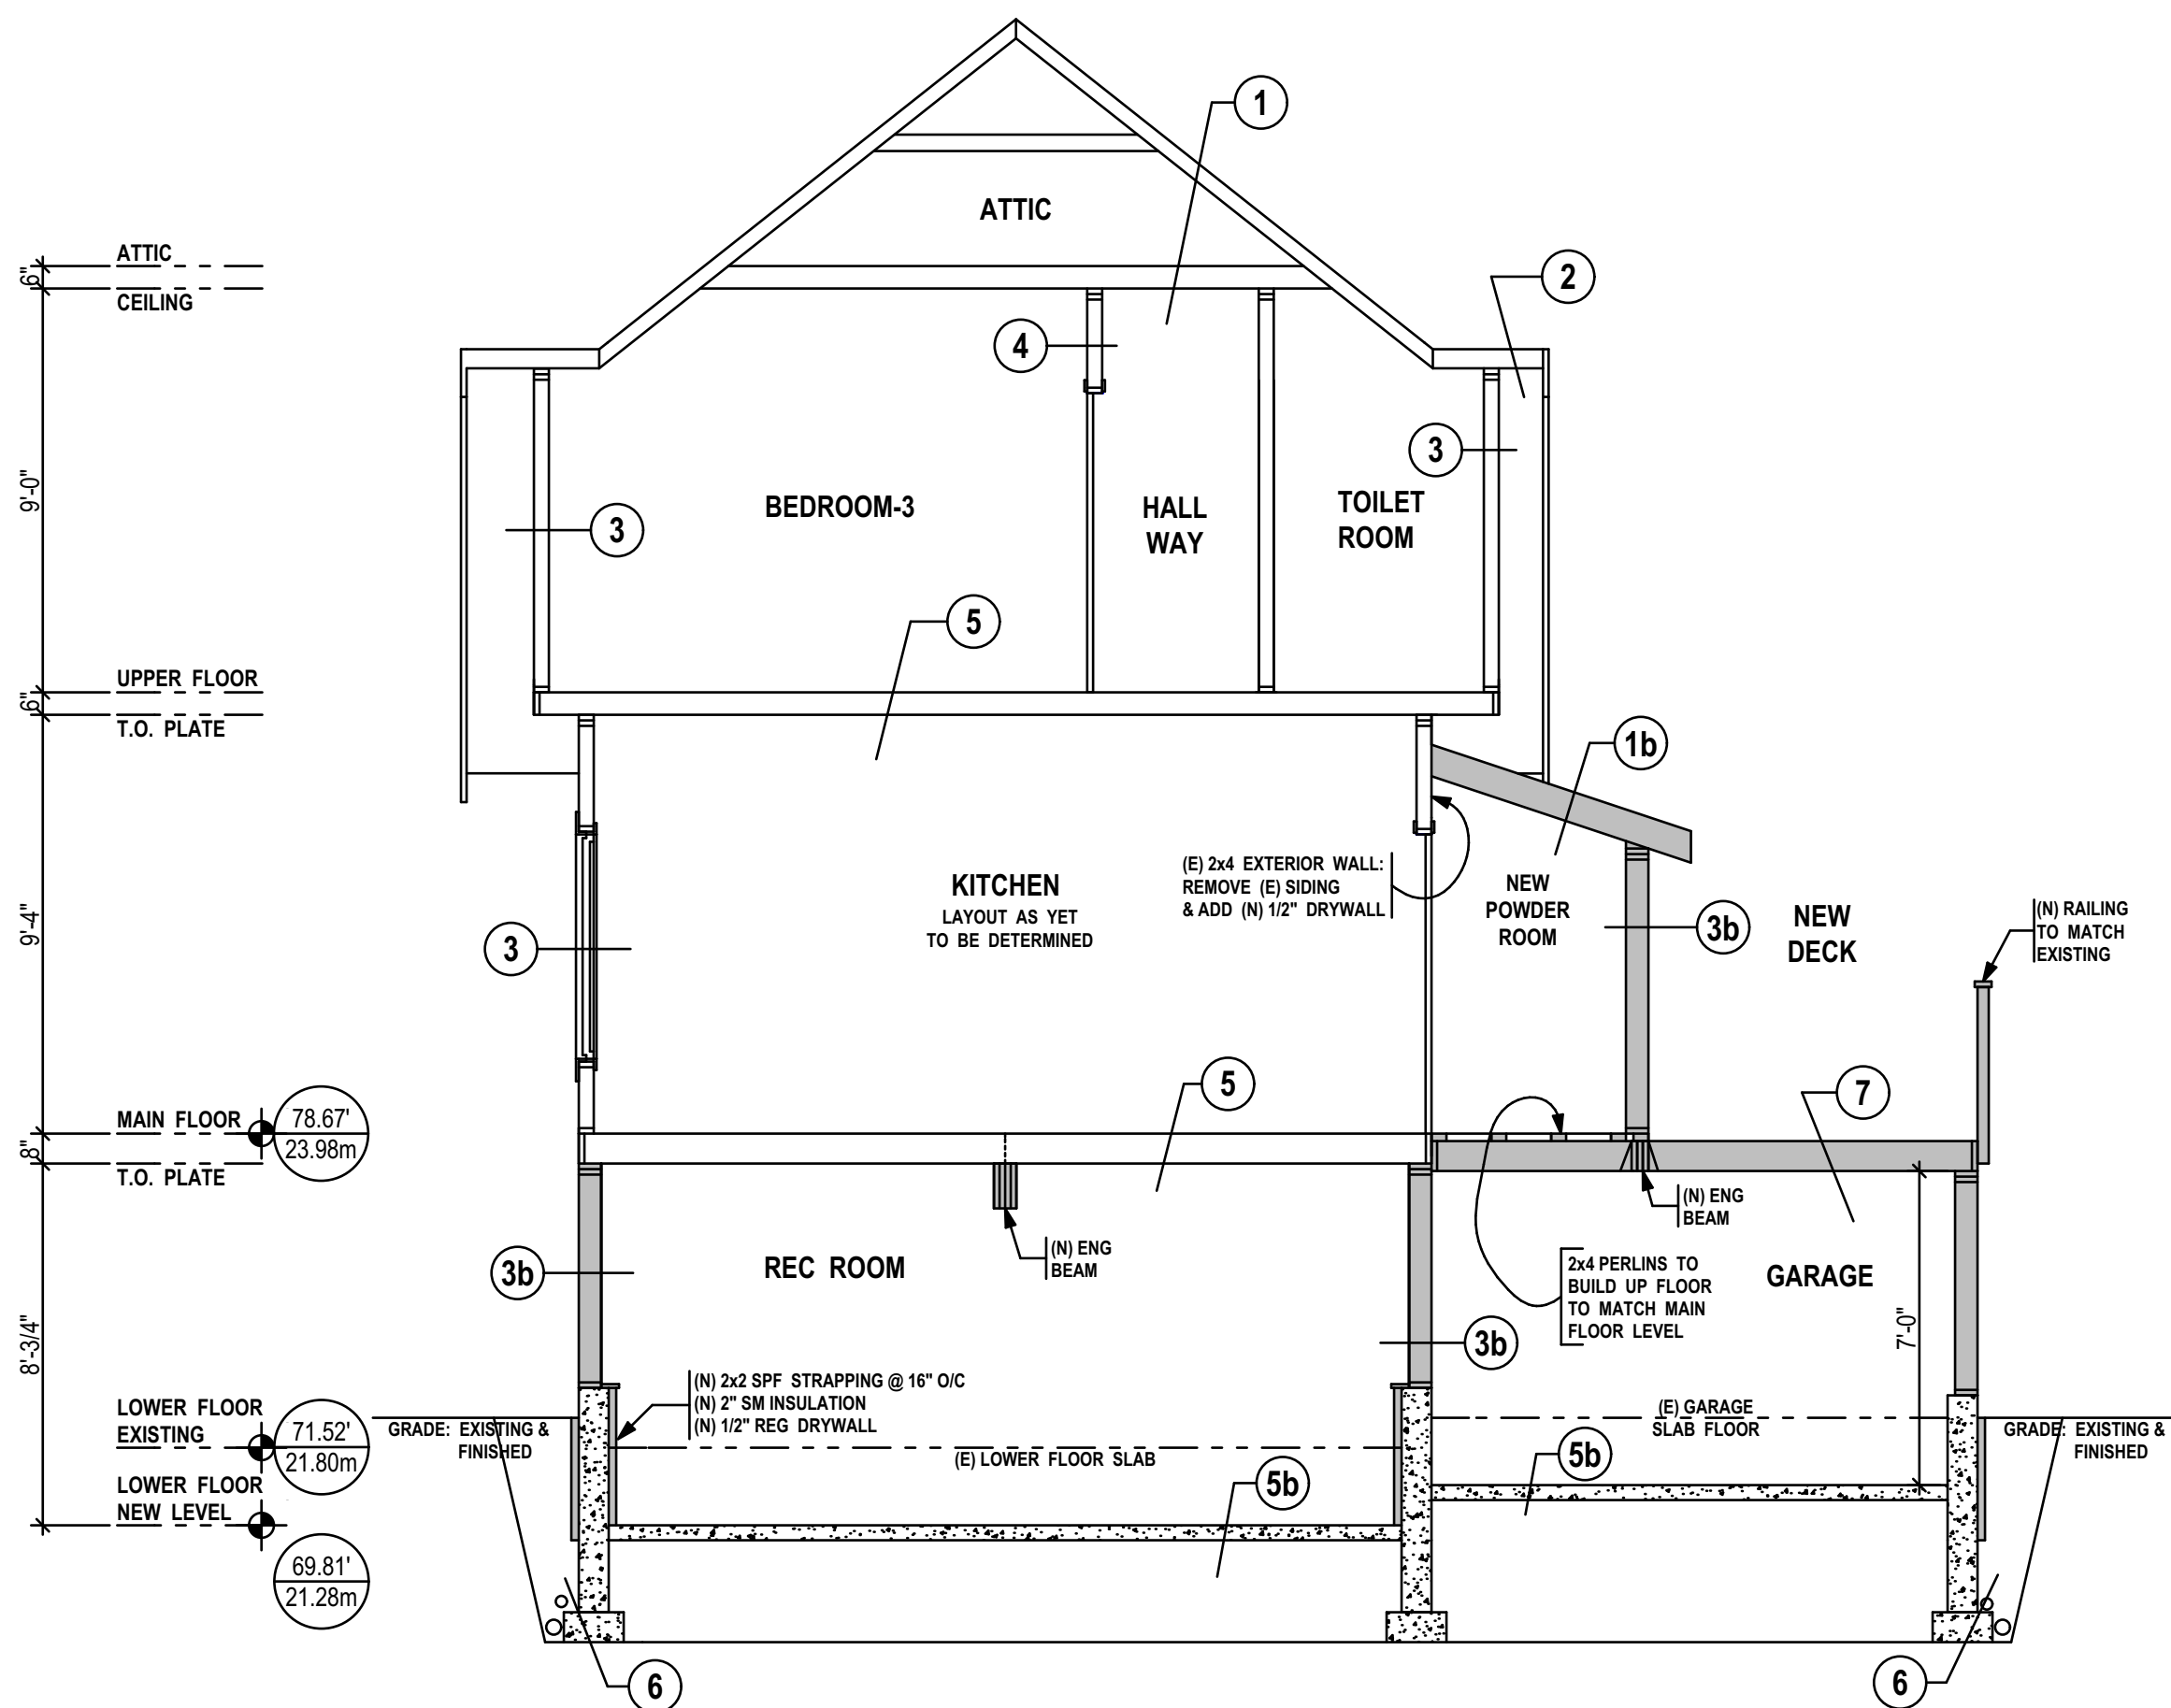 1
ATTIC
ATTIC
6"
CEILING
2
4
3
9'-0"
BEDROOM-3
HALL
WAY
TOILET
ROOM
3
5
UPPER FLOOR
6"
T.O. PLATE
1b
(E) 2x4 EXTERIOR WALL:
REMOVE (E) SIDING
& ADD (N) 1/2" DRYWALL
KITCHEN
LAYOUT AS YET
TO BE DETERMINED
NEW
POWDER
ROOM
3b
NEW
DECK
(N) RAILING
TO MATCH
EXISTING
9'-4"
3
5
7
MAIN FLOOR
78.67'
23.98m
8"
T.O. PLATE
(N) ENG
BEAM
(N) ENG
BEAM
3b
REC ROOM
2x4 PERLINS TO
BUILD UP FLOOR
TO MATCH MAIN
FLOOR LEVEL
GARAGE
7'-0"
8'-3/4"
3b
(N) 2x2 SPF STRAPPING @ 16" O/C
(N) 2" SM INSULATION
(N) 1/2" REG DRYWALL
LOWER FLOOR
EXISTING
71.52'
21.80m
GRADE: EXISTING &
FINISHED
(E) LOWER FLOOR SLAB
(E) GARAGE
SLAB FLOOR
GRADE: EXISTING &
FINISHED
5b
5b
LOWER FLOOR
NEW LEVEL
69.81'
21.28m
6
6